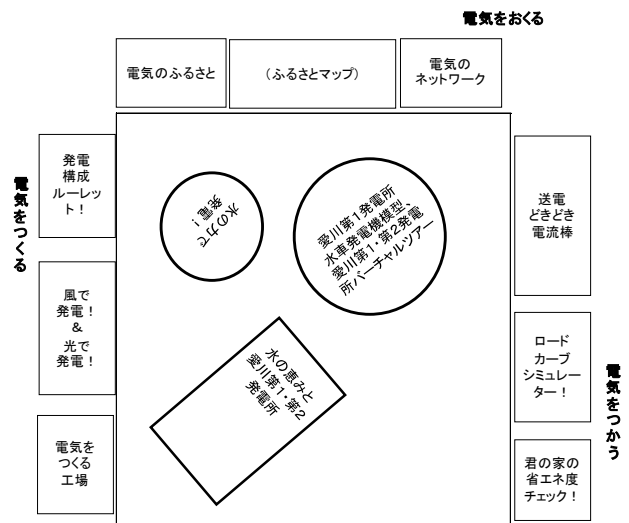 電気をおくる
電気のふるさと
(ふるさとマップ)
電気の
ネットワーク
電気をつくる
発電
構成
ルーレッ
ト!
風で
発電!
&
光で
発電!
電気を
つくる
工場
水の力で
発電!
愛川第1発電所
水車発電機模型、
愛川第1・第2発電
所バーチャルツアー
水の恵みと
愛川第1・第2
発電所
送電
どきどき
電流棒
ロード
カーブ
シミュレー
ター!
君の家の
省エネ度
チェック!
電気をつかう